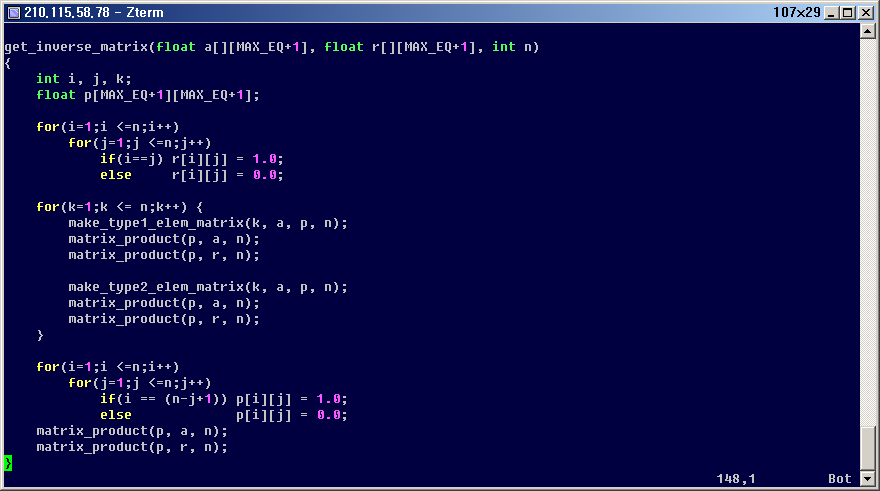 210.115.58.78 - Zterm 107×29
get_inverse_matrix(float a[][MAX_EQ+1], float r[][MAX_EQ+1], int n)
{
    int i, j, k;
    float p[MAX_EQ+1][MAX_EQ+1];

    for(i=1;i <=n;i++)
        for(j=1;j <=n;j++)
            if(i==j) r[i][j] = 1.0;
            else     r[i][j] = 0.0;

    for(k=1;k <= n;k++) {
        make_type1_elem_matrix(k, a, p, n);
        matrix_product(p, a, n);
        matrix_product(p, r, n);

        make_type2_elem_matrix(k, a, p, n);
        matrix_product(p, a, n);
        matrix_product(p, r, n);
    }

    for(i=1;i <=n;i++)
        for(j=1;j <=n;j++)
            if(i == (n-j+1)) p[i][j] = 1.0;
            else             p[i][j] = 0.0;
    matrix_product(p, a, n);
    matrix_product(p, r, n);
}
148,1 Bot